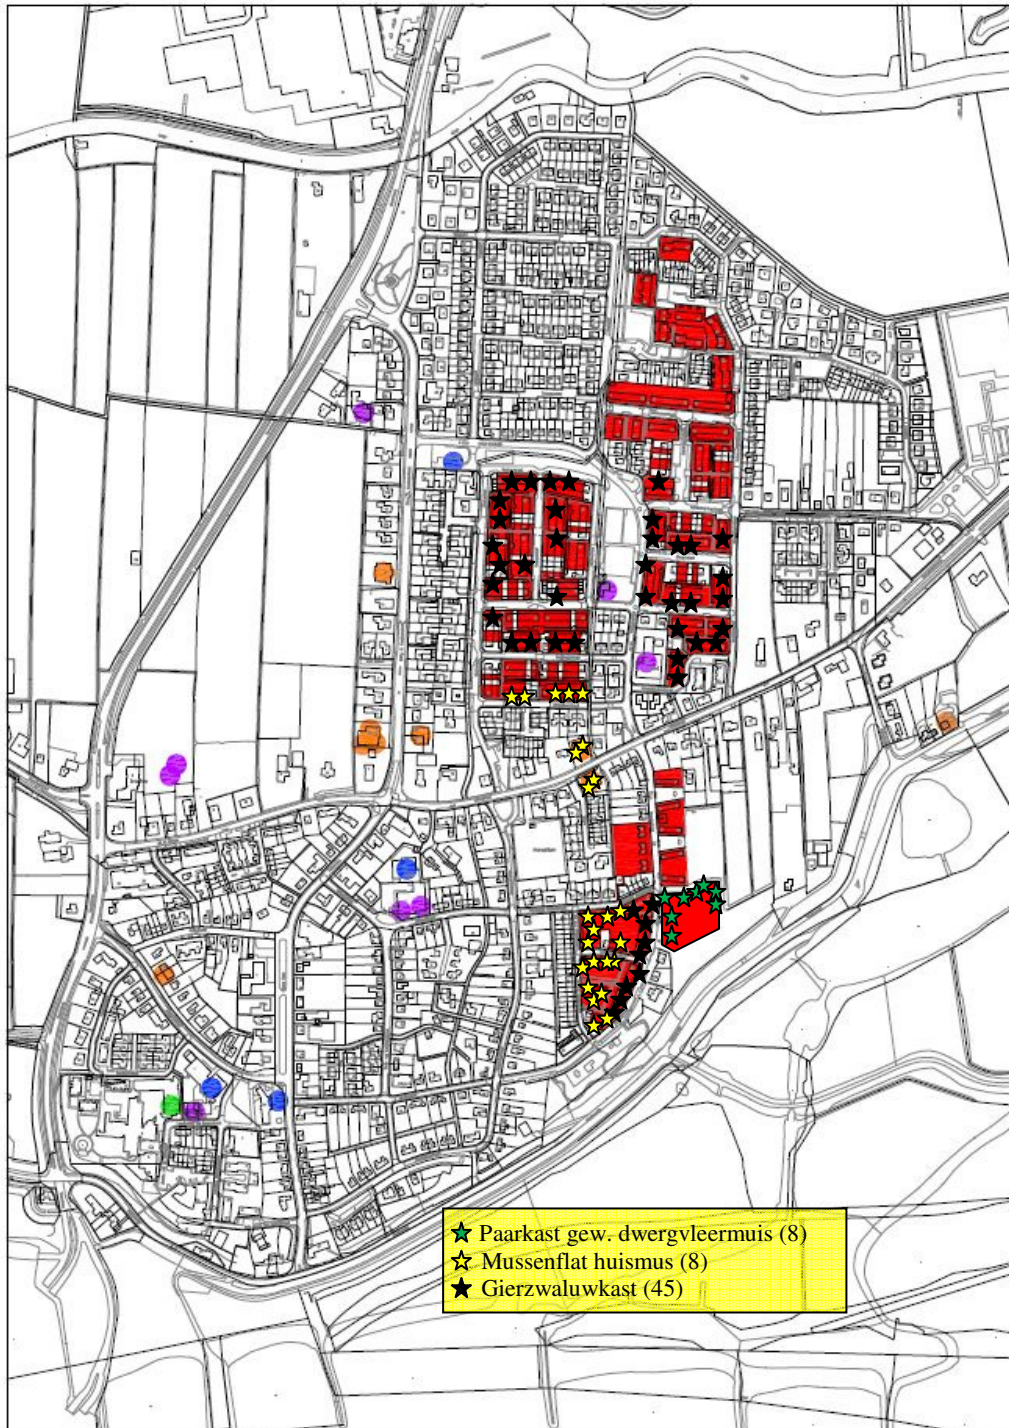 Paarkast gew. dwergvleermuis (8)
Mussenflat huismus (8)
Gierzwaluwkast (45)